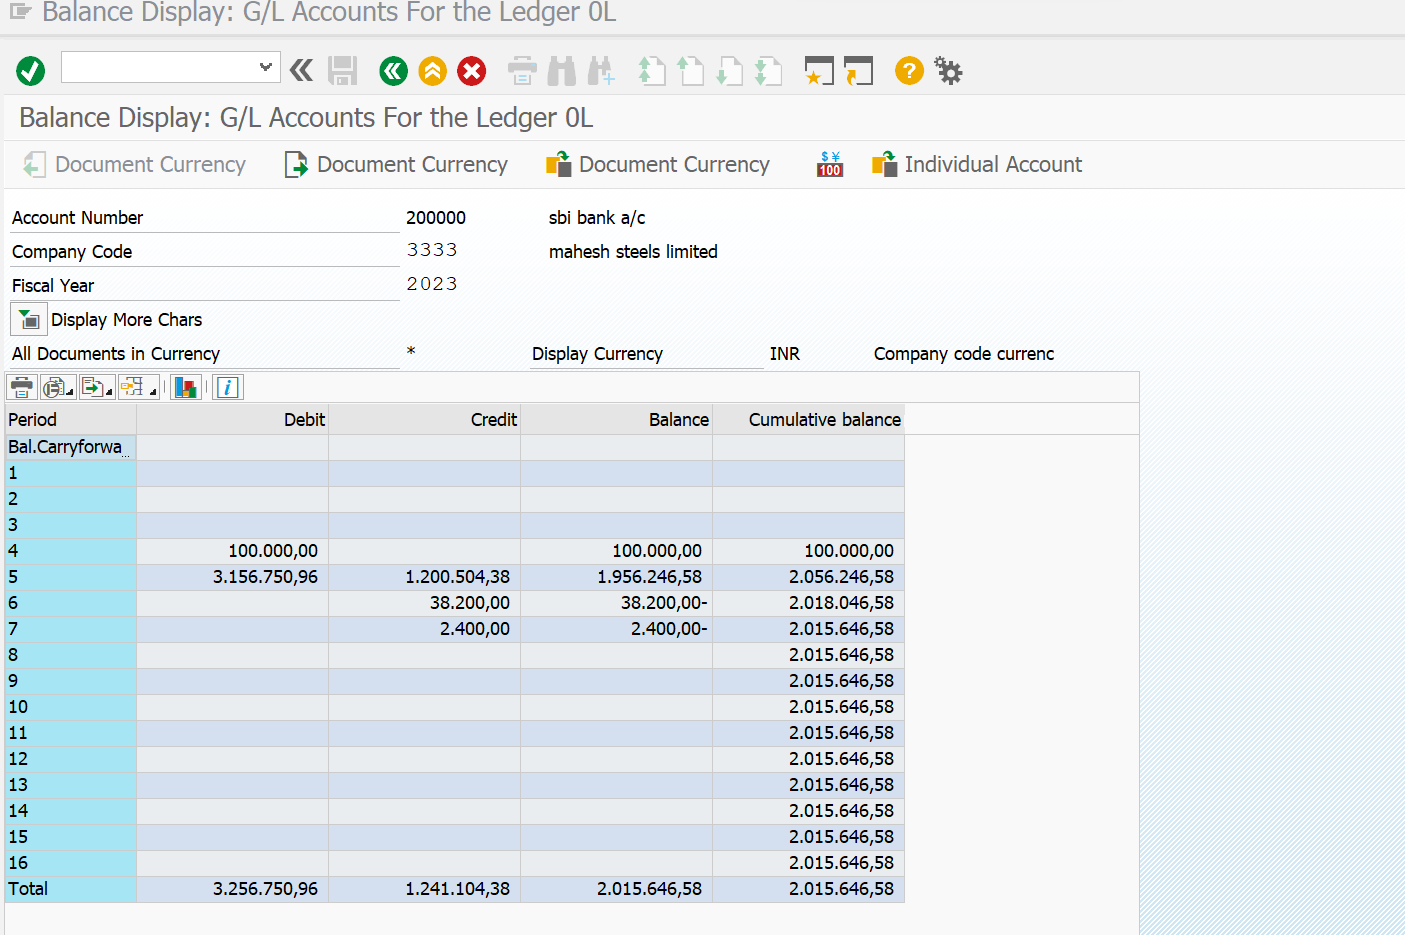 Balance Display: G/L Accounts For the Ledger 0L
Balance Display: G/L Accounts For the Ledger 0L
Document Currency Document Currency Document Currency $ ¥ 100 Individual Account
Account Number 200000 sbi bank a/c
Company Code 3333 mahesh steels limited
Fiscal Year 2023
Display More Chars
All Documents in Currency * Display Currency INR Company code currenc
Period Debit Credit Balance Cumulative balance
Bal.Carryforwa...
1
2
3
4 100.000,00 100.000,00 100.000,00
5 3.156.750,96 1.200.504,38 1.956.246,58 2.056.246,58
6 38.200,00 38.200,00- 2.018.046,58
7 2.400,00 2.400,00- 2.015.646,58
8 2.015.646,58
9 2.015.646,58
10 2.015.646,58
11 2.015.646,58
12 2.015.646,58
13 2.015.646,58
14 2.015.646,58
15 2.015.646,58
16 2.015.646,58
Total 3.256.750,96 1.241.104,38 2.015.646,58 2.015.646,58